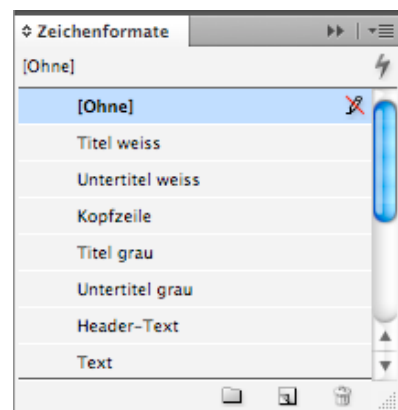 Zeichenformate
[Ohne]
[Ohne]
Titel weiss
Untertitel weiss
Kopfzeile
Titel grau
Untertitel grau
Header-Text
Text